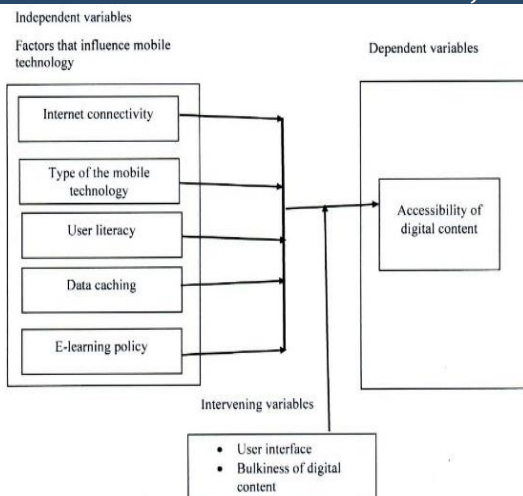 Independent variables
Factors that influence mobile
technology
Dependent variables
Internet connectivity
Type of the mobile
technology
User literacy
Data caching
E-learning policy
Accessibility of
digital content
Intervening variables
• User interface
• Bulkiness of digital
content